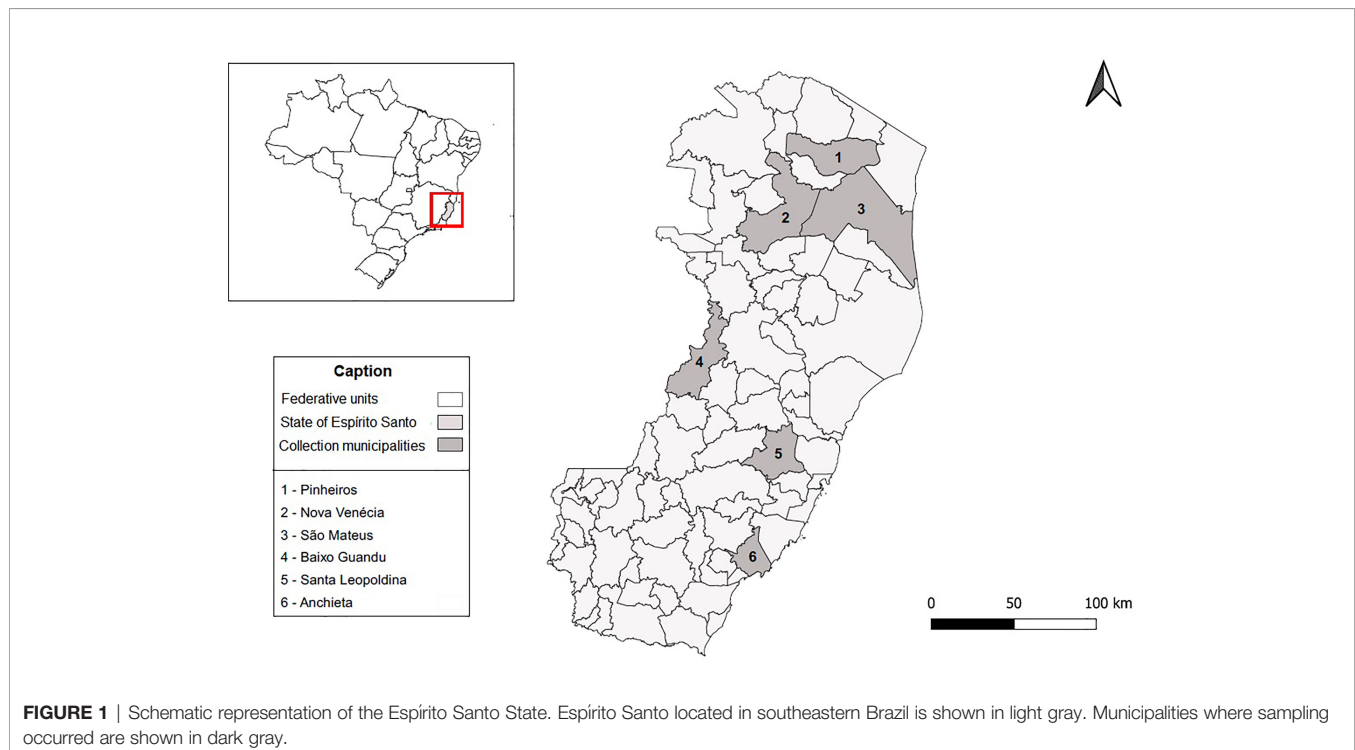 1
2
3
4
5
6
Caption
Federative units
State of Espírito Santo
Collection municipalities
1 - Pinheiros
2 - Nova Venécia
3 - São Mateus
4 - Baixo Guandu
5 - Santa Leopoldina
6 - Anchieta
0 50 100 km
FIGURE 1 | Schematic representation of the Espírito Santo State. Espírito Santo located in southeastern Brazil is shown in light gray. Municipalities where sampling
occurred are shown in dark gray.